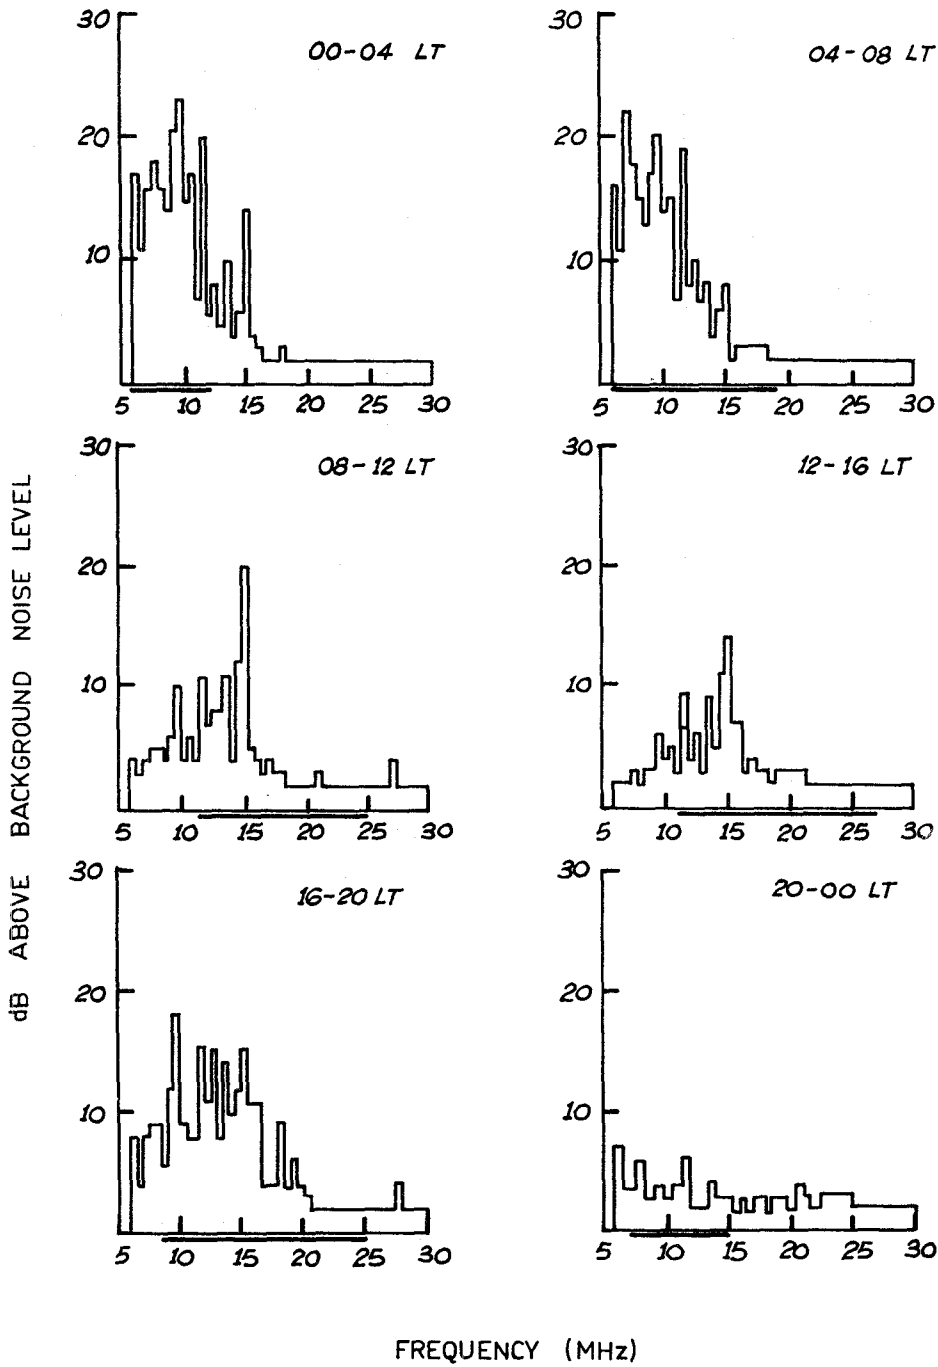 30
20
10
00-04 LT
5 10 15 20 25 30
30
20
10
04-08 LT
5 10 15 20 25 30
30
20
10
08-12 LT
5 10 15 20 25 30
30
20
10
12-16 LT
5 10 15 20 25 30
30
20
10
16-20 LT
5 10 15 20 25 30
30
20
10
20-00 LT
5 10 15 20 25 30
dB ABOVE BACKGROUND NOISE LEVEL
FREQUENCY (MHz)